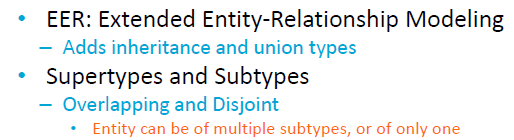 • EER: Extended Entity-Relationship Modeling
– Adds inheritance and union types
• Supertypes and Subtypes
– Overlapping and Disjoint
• Entity can be of multiple subtypes, or of only one